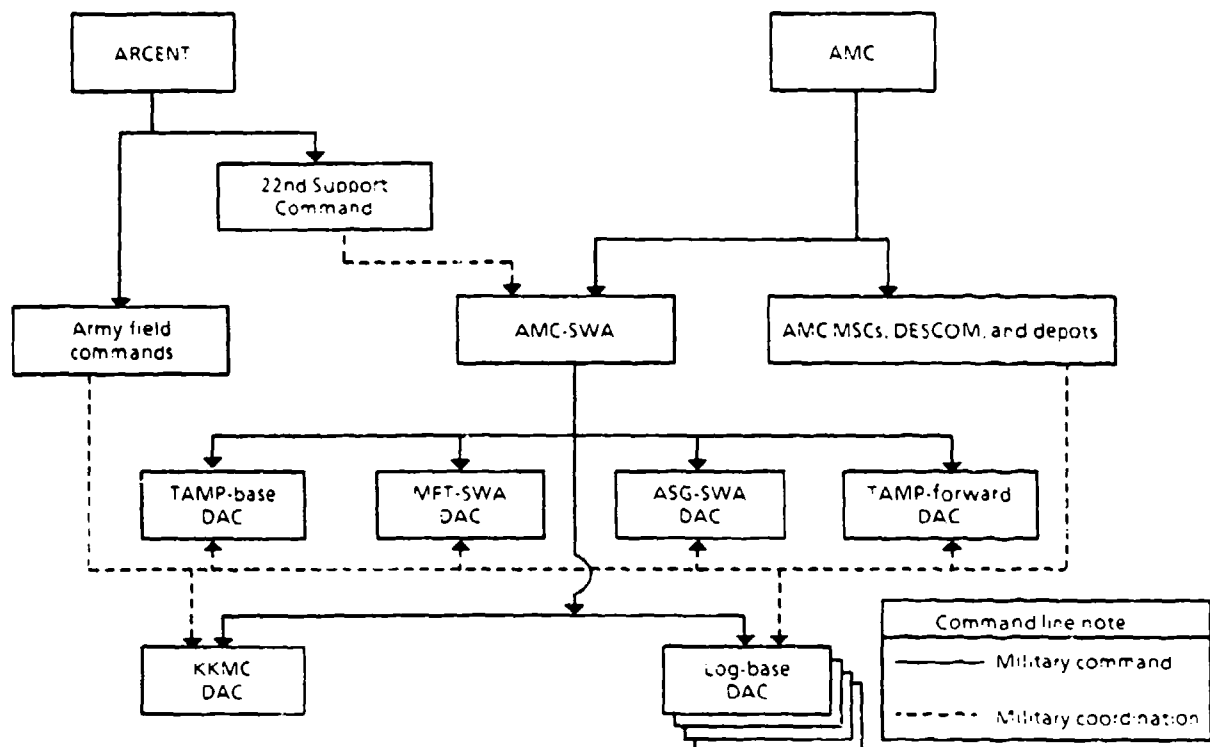 ARCENT
AMC
22nd Support
Command
Army field
commands
AMC-SWA
AMC MSCs, DESCOM, and depots
TAMP-base
DAC
MFT-SWA
DAC
ASG-SWA
DAC
TAMP-forward
DAC
KKMC
DAC
Log-base
DAC
Command line note
Military command
Military coordination